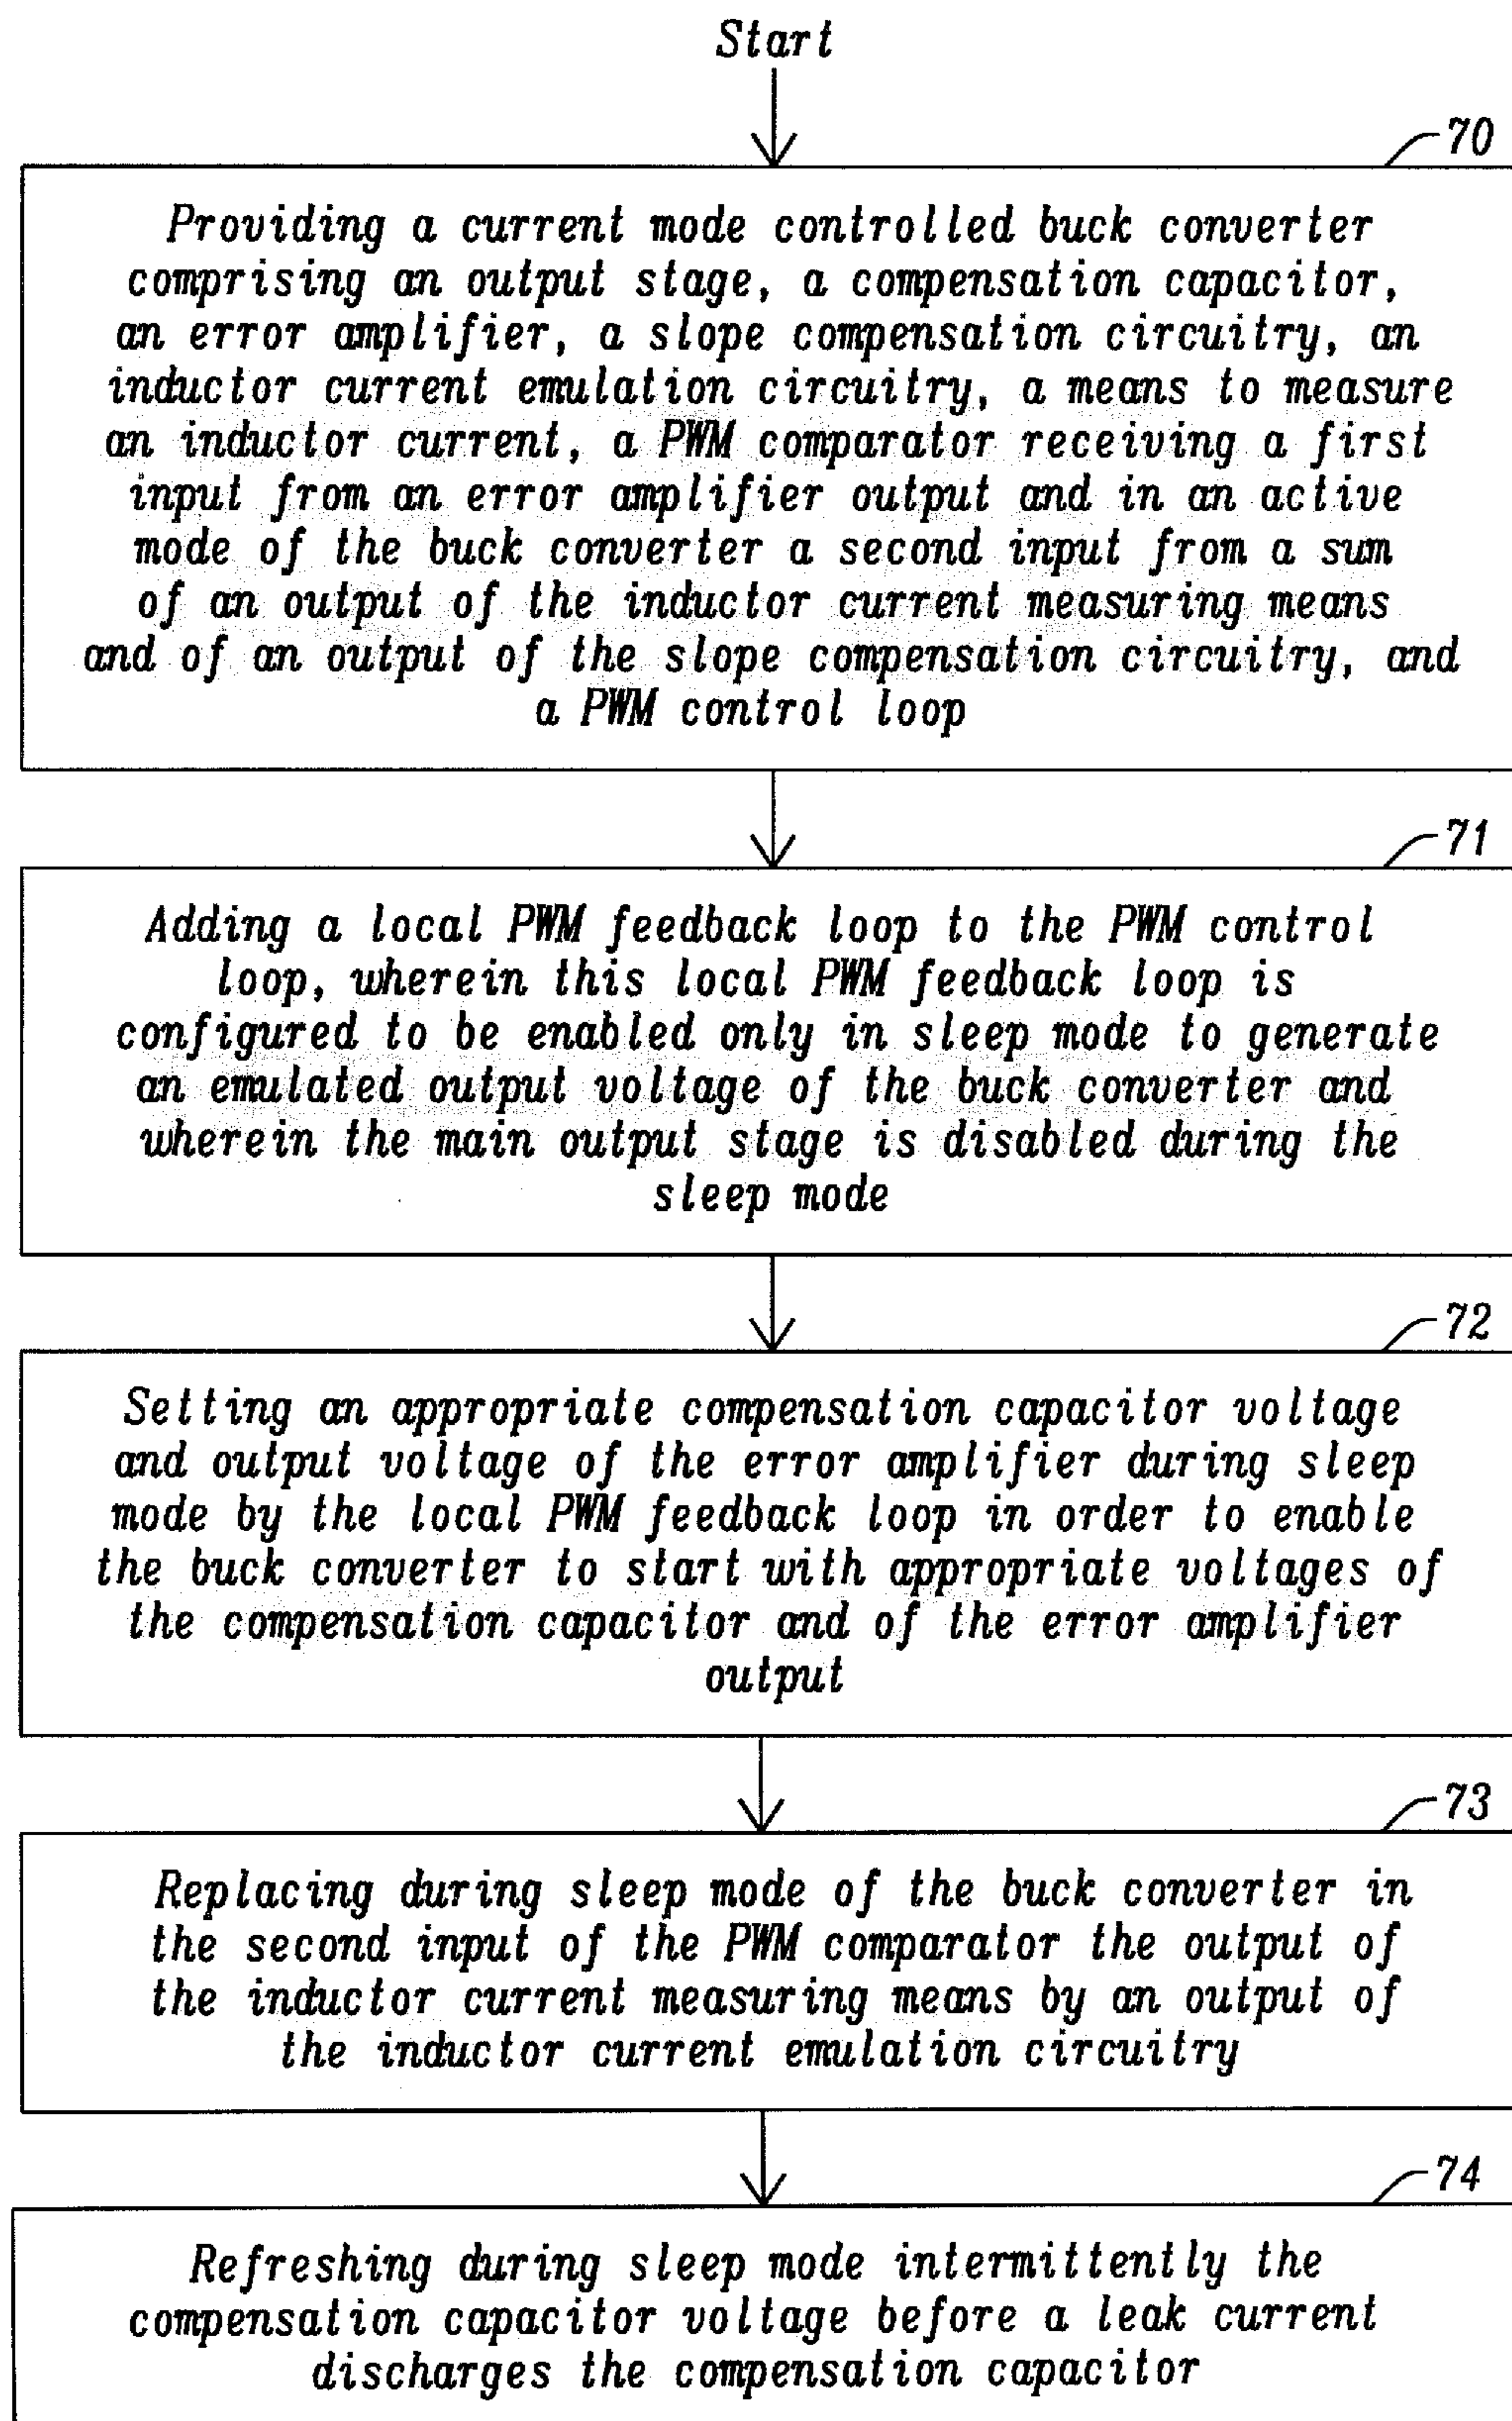 Start
70
Providing a current mode controlled buck converter
comprising an output stage, a compensation capacitor,
an error amplifier, a slope compensation circuitry, an
inductor current emulation circuitry, a means to measure
an inductor current, a PWM comparator receiving a first
input from an error amplifier output and in an active
mode of the buck converter a second input from a sum
of an output of the inductor current measuring means
and of an output of the slope compensation circuitry, and
a PWM control loop
71
Adding a local PWM feedback loop to the PWM control
loop, wherein this local PWM feedback loop is
configured to be enabled only in sleep mode to generate
an emulated output voltage of the buck converter and
wherein the main output stage is disabled during the
sleep mode
72
Setting an appropriate compensation capacitor voltage
and output voltage of the error amplifier during sleep
mode by the local PWM feedback loop in order to enable
the buck converter to start with appropriate voltages of
the compensation capacitor and of the error amplifier
output
73
Replacing during sleep mode of the buck converter in
the second input of the PWM comparator the output of
the inductor current measuring means by an output of
the inductor current emulation circuitry
74
Refreshing during sleep mode intermittently the
compensation capacitor voltage before a leak current
discharges the compensation capacitor